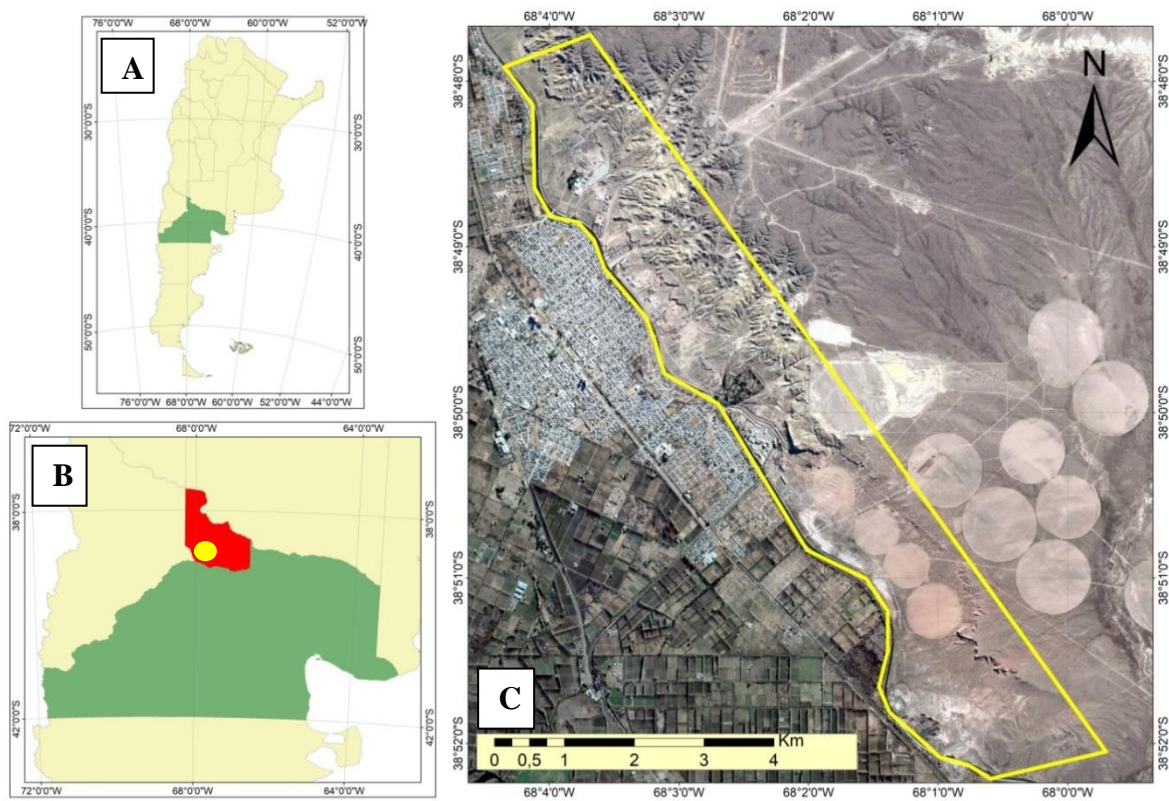 76°0'0"W 68°0'0"W 60°0'0"W 52°0'0"W
A
30°0'0"S 30°0'0"S
40°0'0"S 40°0'0"S
50°0'0"S 50°0'0"S
76°0'0"W 68°0'0"W 60°0'0"W 52°0'0"W 44°0'0"W
72°0'0"W 68°0'0"W 64°0'0"W
B
38°0'0"S 38°0'0"S
42°0'0"S 42°0'0"S
72°0'0"W 68°0'0"W 64°0'0"W
68°4'0"W 68°3'0"W 68°2'0"W 68°1'0"W 68°0'0"W
N
38°48'0"S 38°48'0"S
38°49'0"S 38°49'0"S
38°50'0"S 38°50'0"S
38°51'0"S 38°51'0"S
38°52'0"S 38°52'0"S
C
Km
0 0,5 1 2 3 4
68°4'0"W 68°3'0"W 68°2'0"W 68°1'0"W 68°0'0"W